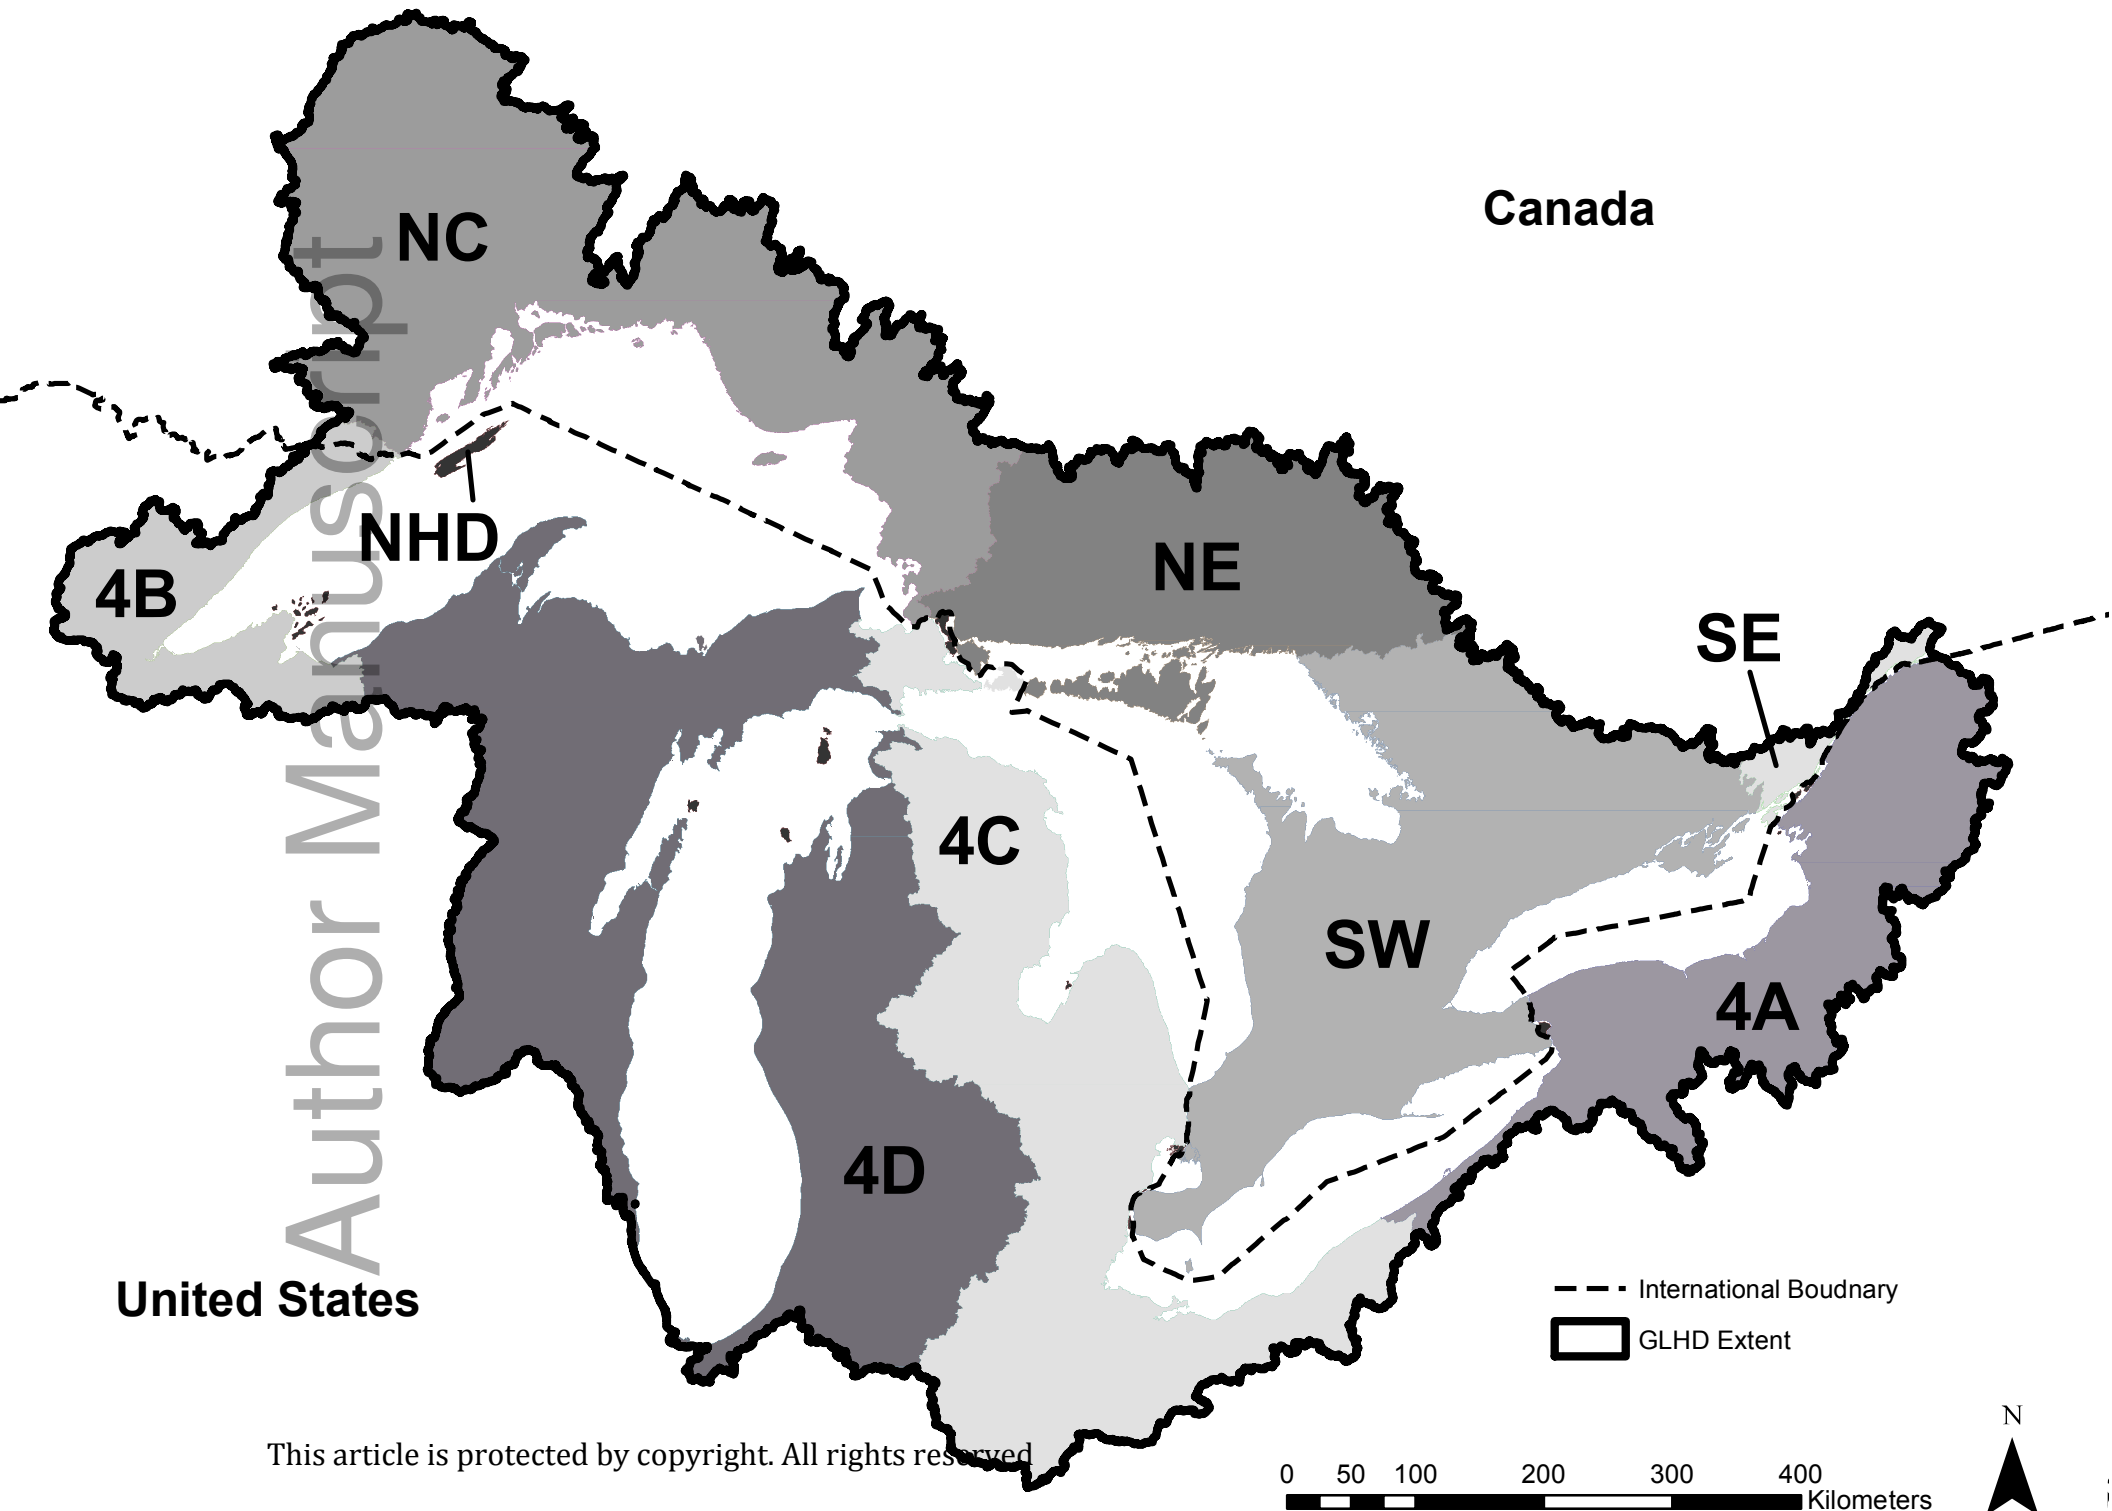 Canada
NC
NHD
4B
NE
SE
4C
SW
4A
4D
Author Manuscript
United States
International Boudnary
GLHD Extent
This article is protected by copyright. All rights reserved
N
0 50 100 200 300 400
Kilometers